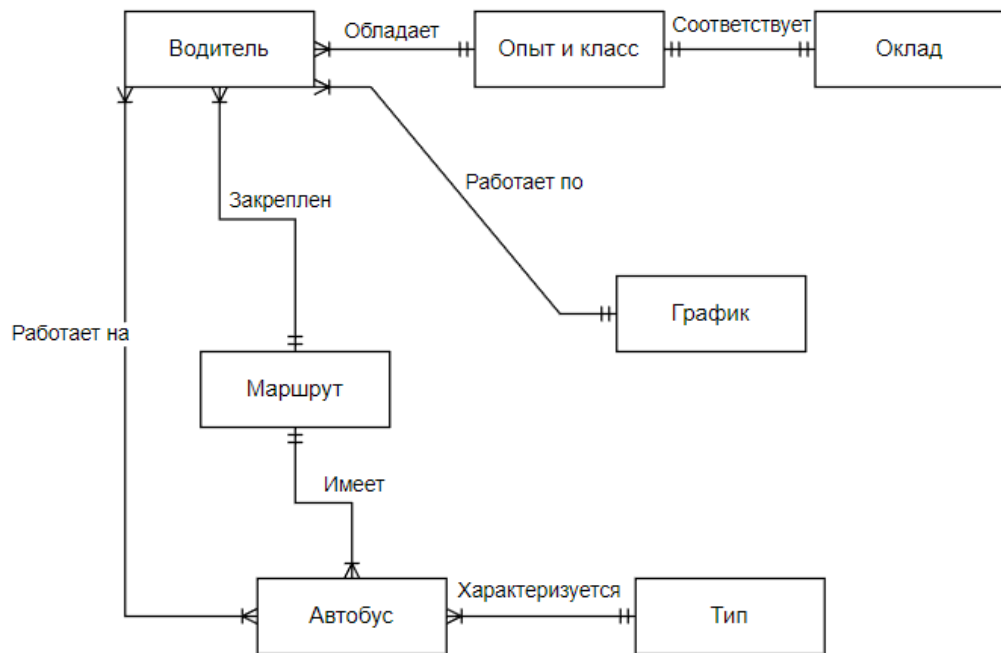 Водитель
Обладает
Опыт и класс
Соответствует
Оклад
Работает по
Закреплен
График
Работает на
Маршрут
Имеет
Автобус
Характеризуется
Тип